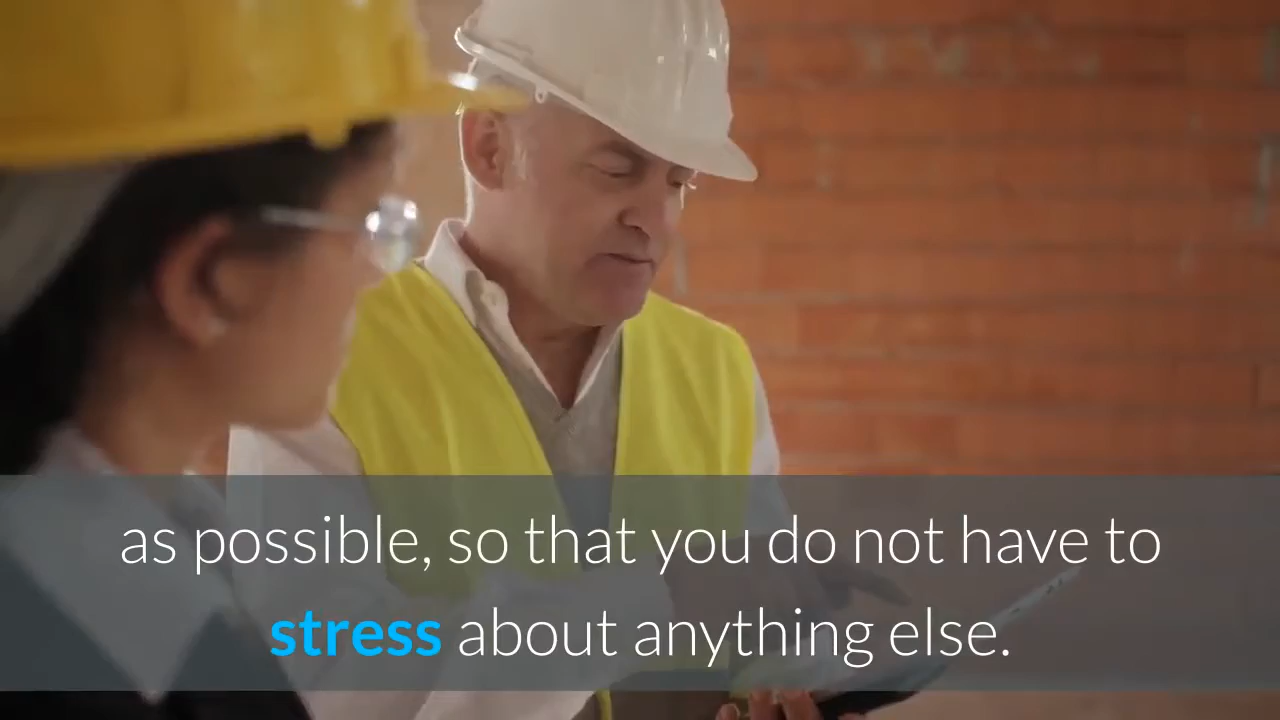 as possible, so that you do not have to
stress about anything else.